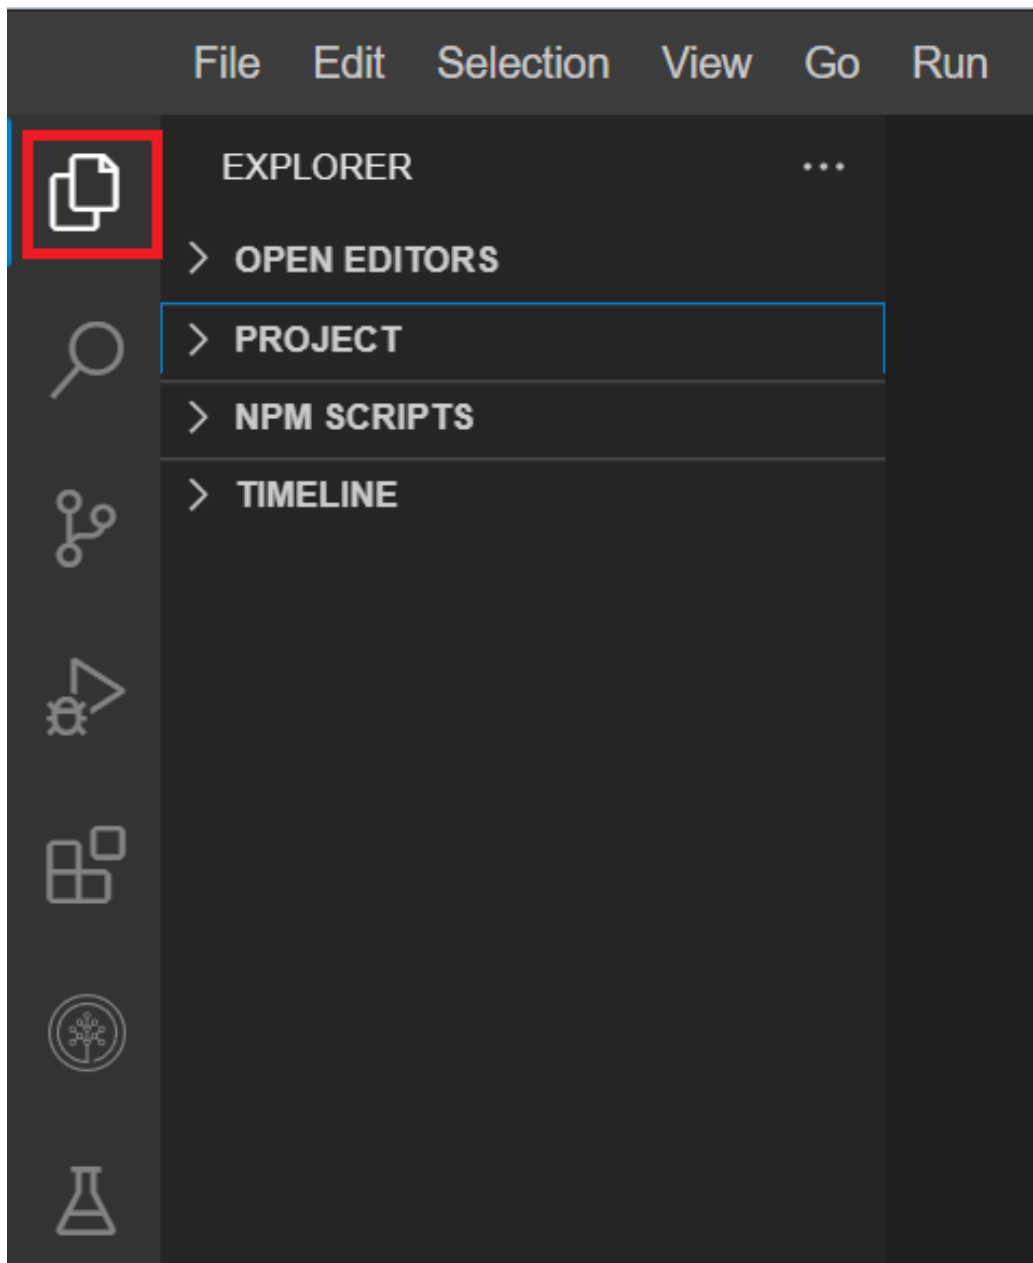 File Edit Selection View Go Run
EXPLORER
OPEN EDITORS
PROJECT
NPM SCRIPTS
TIMELINE